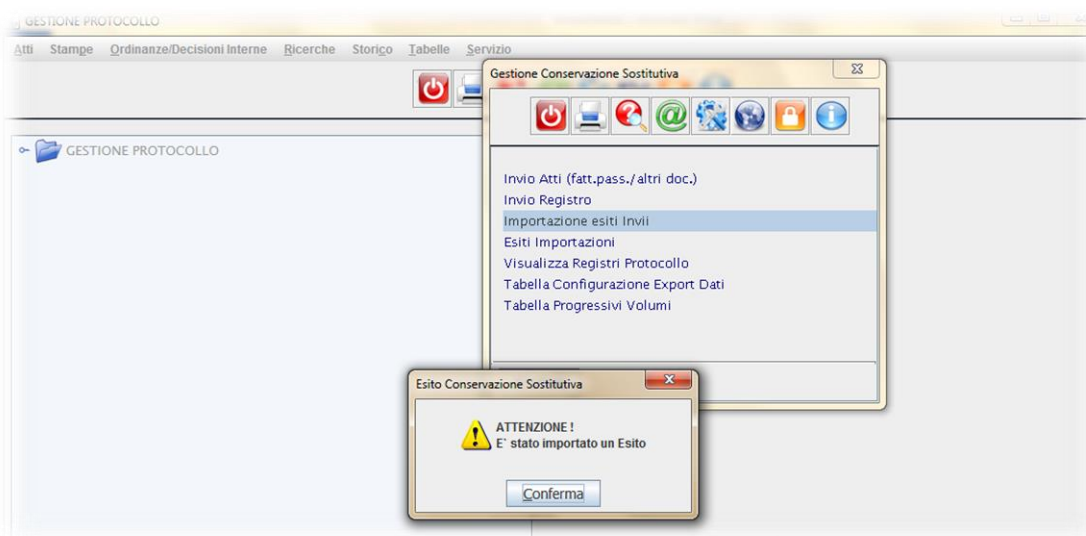 GESTIONE PROTOCOLLO
Atti Stampe Ordinanze/Decisioni Interne Ricerche Storico Tabelle Servizio
Gestione Conservazione Sostitutiva
GESTIONE PROTOCOLLO
Invio Atti (fatt.pass./altri doc.)
Invio Registro
Importazione esiti Invii
Esiti Importazioni
Visualizza Registri Protocollo
Tabella Configurazione Export Dati
Tabella Progressivi Volumi
Esito Conservazione Sostitutiva
ATTENZIONE !
E` stato importato un Esito
Conferma